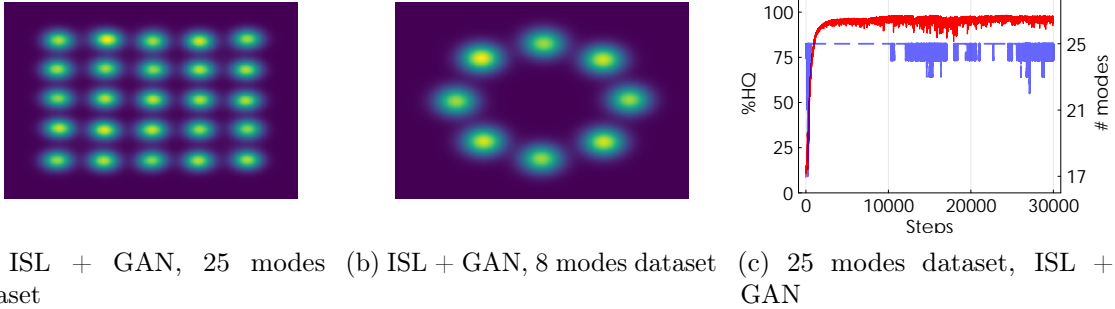 100
75
50
25
0
%HQ
25
21
17
# modes
0 10000 20000 30000
Steps
ISL + GAN, 25 modes (b) ISL + GAN, 8 modes dataset (c) 25 modes dataset, ISL +
aset GAN